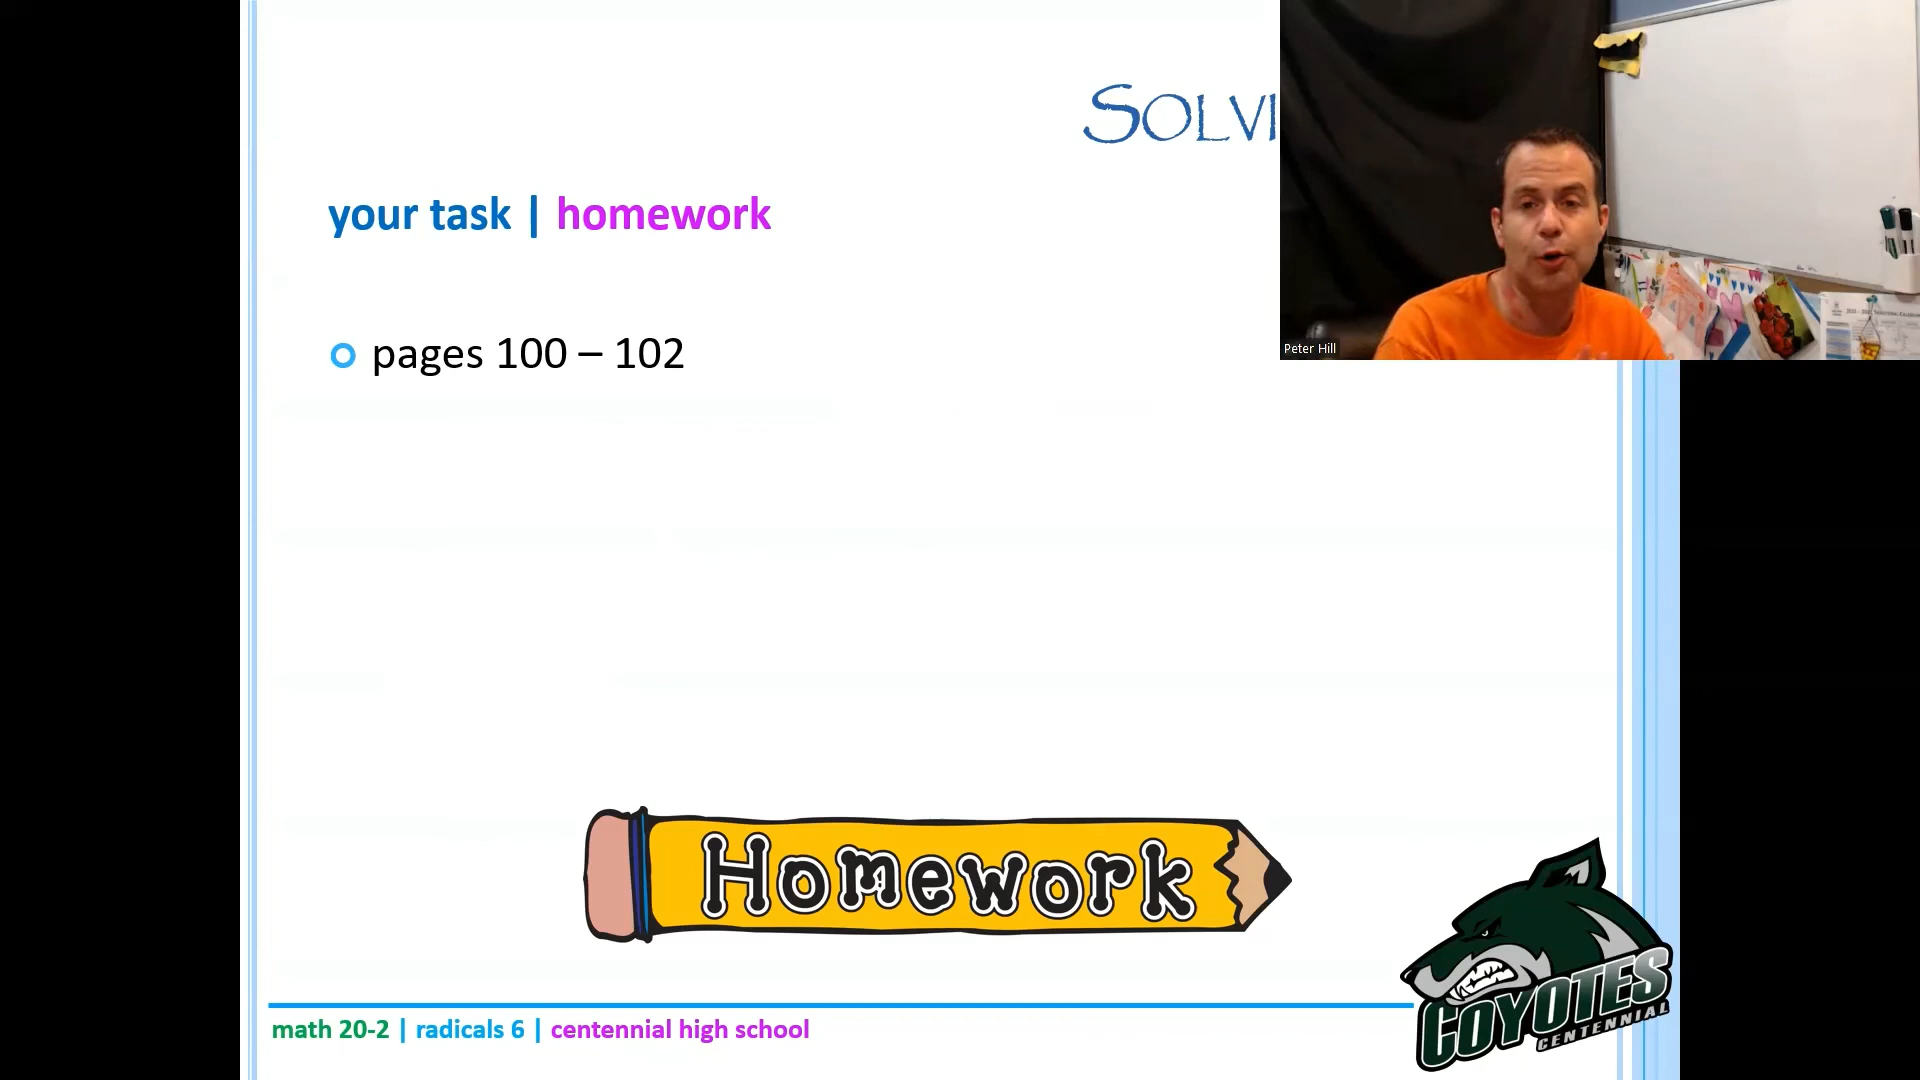 SOLVI
your task | homework
pages 100 – 102
Peter Hill
Homework
COYOTES
CENTENNIAL
math 20-2 | radicals 6 | centennial high school